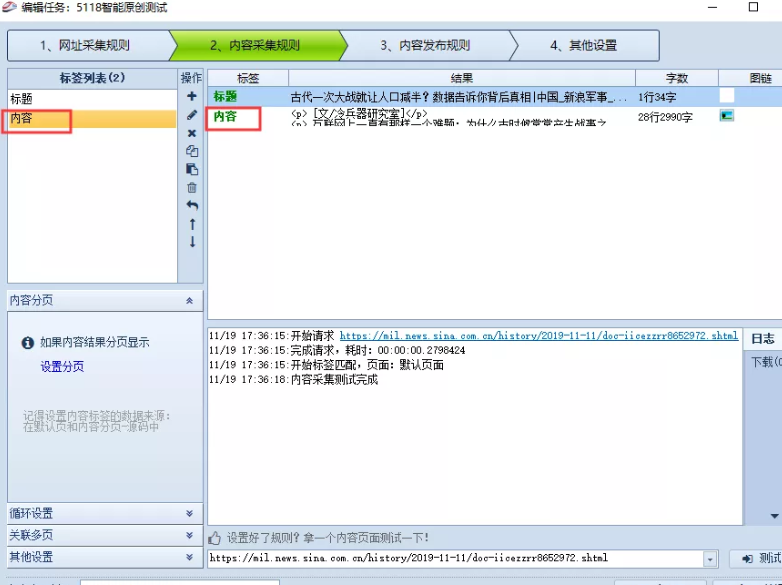 编辑任务：5118智能原创测试
1、网址采集规则
2、内容采集规则
3、内容发布规则
4、其他设置
标签列表(2)
操作
标题
内容
标签
结果
字数
图链
标题
古代一次大战就让人口减半？数据告诉你背后真相|中国_新浪军事_...
1行34字
内容
<p> [文/冷兵器研究室]</p>
<p> 互联网上一直有那样一个难题：为什么古时候常常产生战事之
28行2990字
内容分页
如果内容结果分页显示
设置分页
记得设置内容标签的数据来源：
在默认页和内容分页-源码中
循环设置
关联多页
其他设置
11/19 17:36:15:开始请求 https://mil.news.sina.com.cn/history/2019-11-11/doc-iicezzrr8652972.shtml
11/19 17:36:15:完成请求，耗时：00:00:00.2798424
11/19 17:36:15:开始标签匹配，页面：默认页面
11/19 17:36:18:内容采集测试完成
日志
下载(0
设置好了规则？拿一个内容页面测试一下！
https://mil.news.sina.com.cn/history/2019-11-11/doc-iicezzrr8652972.shtml
测试